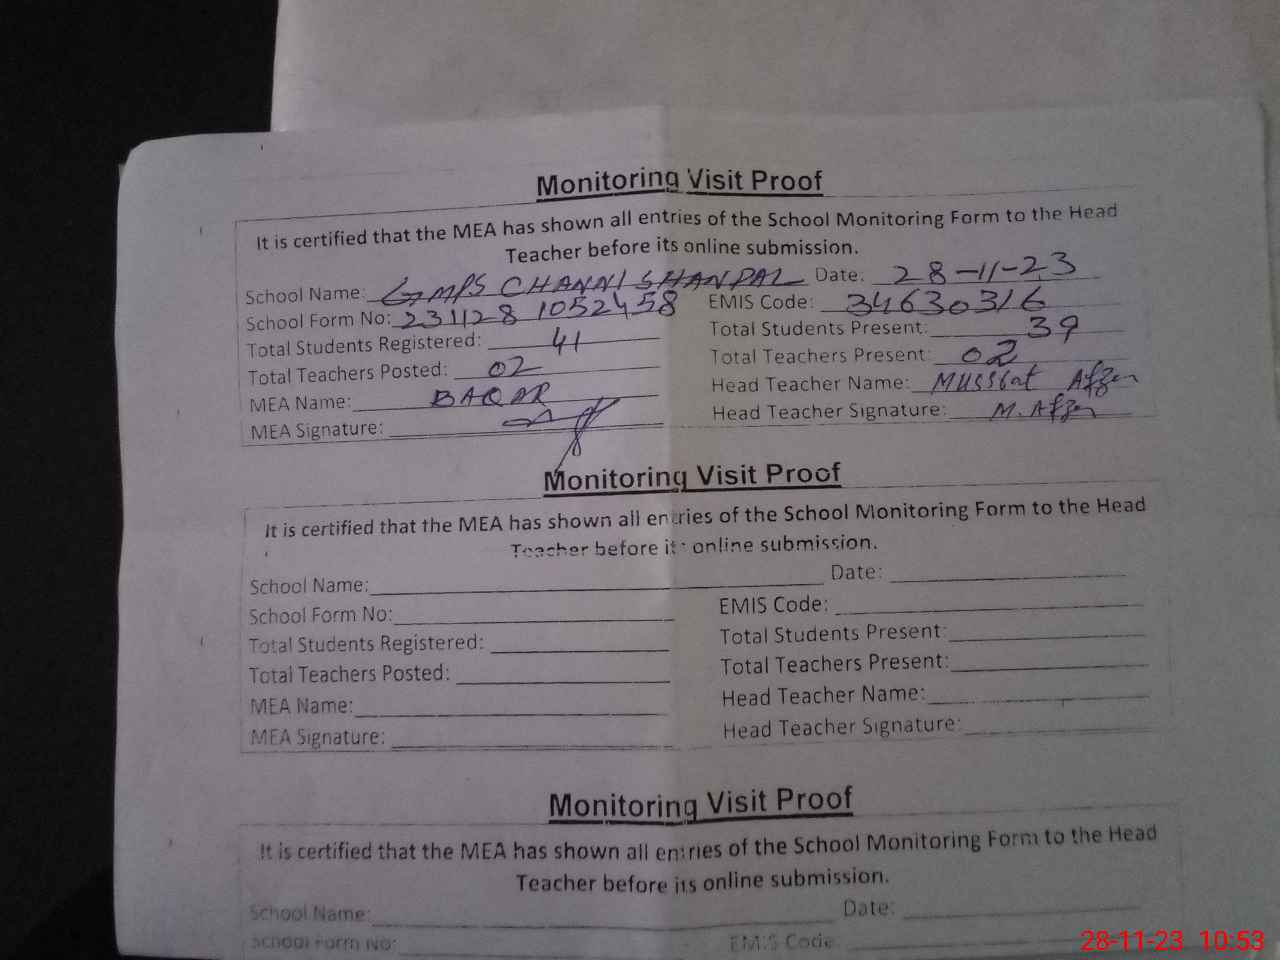 Monitoring Visit Proof
It is certified that the MEA has shown all entries of the School Monitoring Form to the Head
Teacher before its online submission.
School Name: GMPS CHANNI SHANPAL Date: 28-11-23
School Form No: 231128 1052458 EMIS Code: 34630316
Total Students Registered: 41 Total Students Present: 39
Total Teachers Posted: 02 Total Teachers Present: 02
MEA Name: BAQAR Head Teacher Name: Mussrat
MEA Signature: Head Teacher Signature: M.
Monitoring Visit Proof
It is certified that the MEA has shown all entries of the School Monitoring Form to the Head
Teacher before its online submission.
School Name: Date:
School Form No: EMIS Code:
Total Students Registered: Total Students Present:
Total Teachers Posted: Total Teachers Present:
MEA Name: Head Teacher Name:
MEA Signature: Head Teacher Signature:
Monitoring Visit Proof
It is certified that the MEA has shown all entries of the School Monitoring Form to the Head
Teacher before its online submission.
School Name: Date:
School Form No: EMIS Code:
28-11-23 10:53